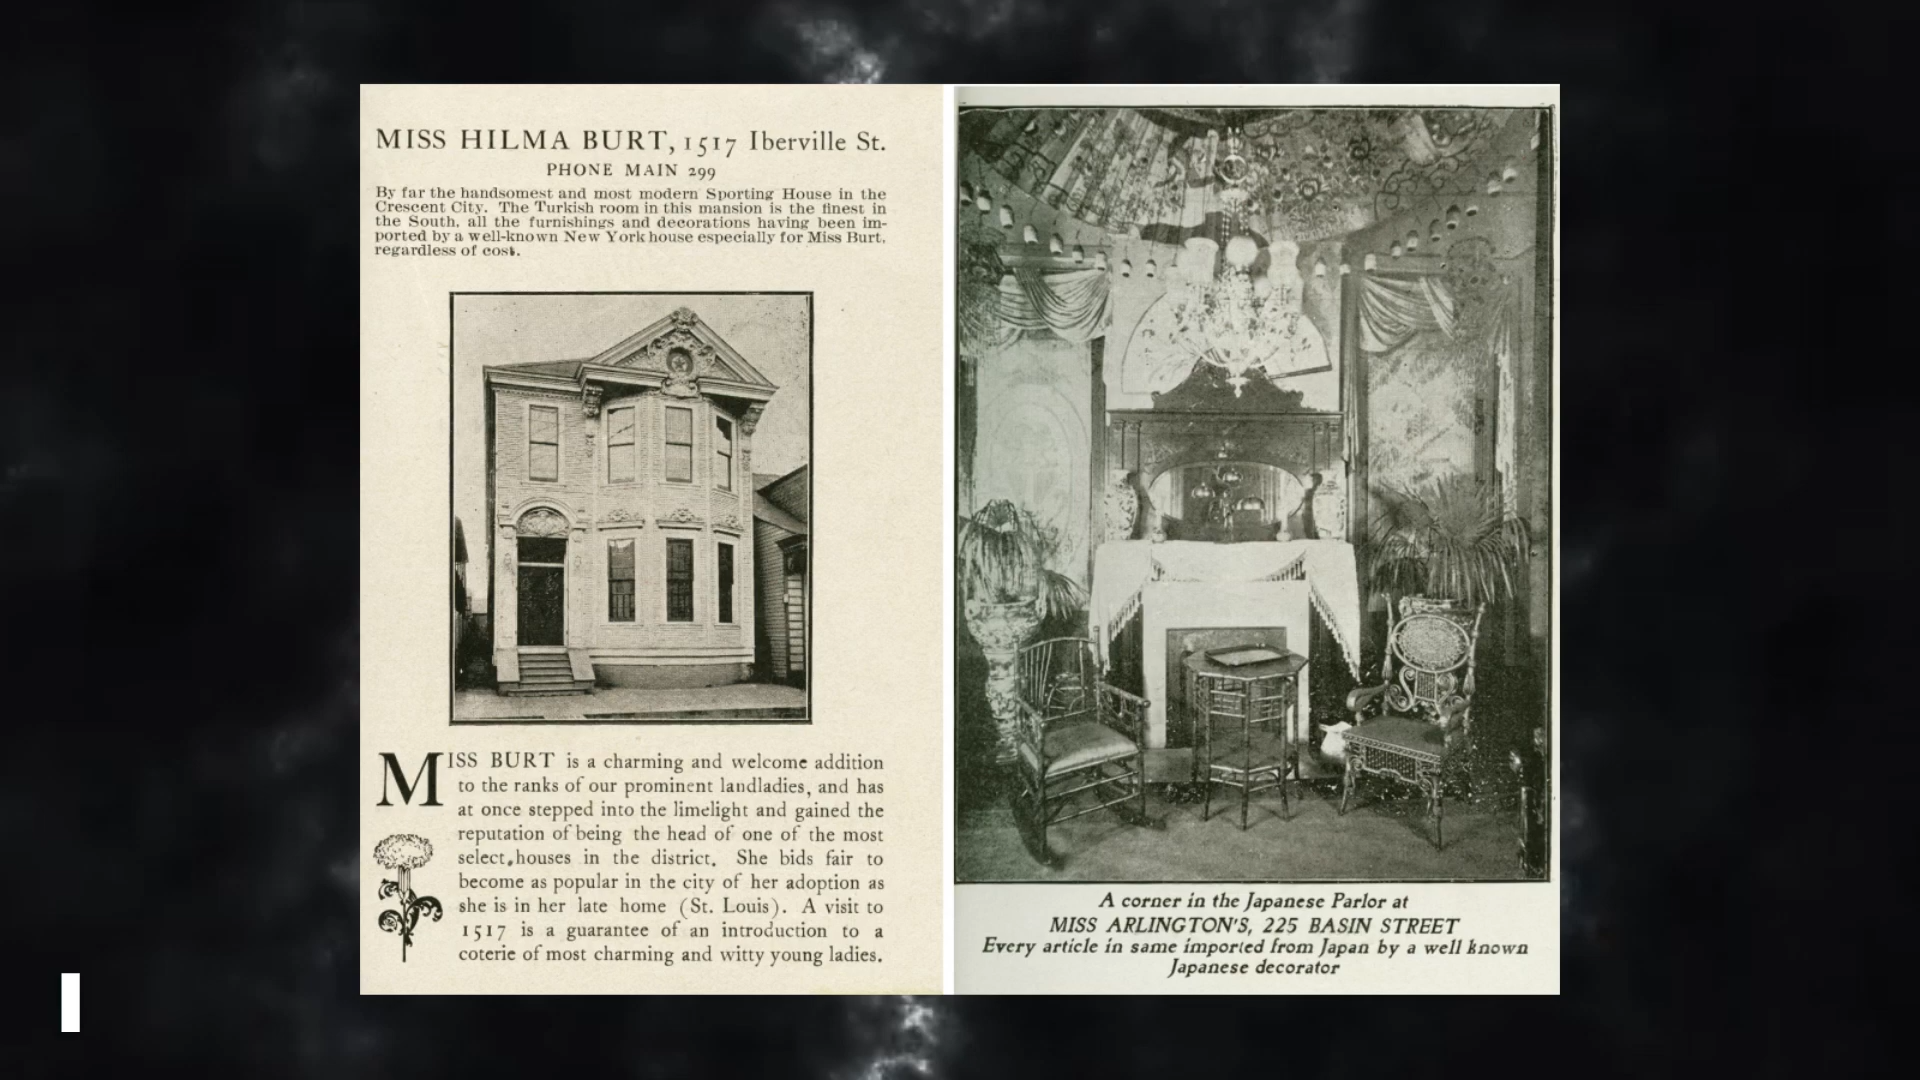 MISS HILMA BURT, 1517 Iberville St.
PHONE MAIN 299
By far the handsomest and most modern Sporting House in the
Crescent City. The Turkish room in this mansion is the finest in
the South, all the furnishings and decorations having been im-
ported by a well-known New York house especially for Miss Burt,
regardless of cost.
MISS BURT is a charming and welcome addition
to the ranks of our prominent landladies, and has
at once stepped into the limelight and gained the
reputation of being the head of one of the most
select houses in the district. She bids fair to
become as popular in the city of her adoption as
she is in her late home (St. Louis). A visit to
1517 is a guarantee of an introduction to a
coterie of most charming and witty young ladies.
A corner in the Japanese Parlor at
MISS ARLINGTON'S, 225 BASIN STREET
Every article in same imported from Japan by a well known
Japanese decorator